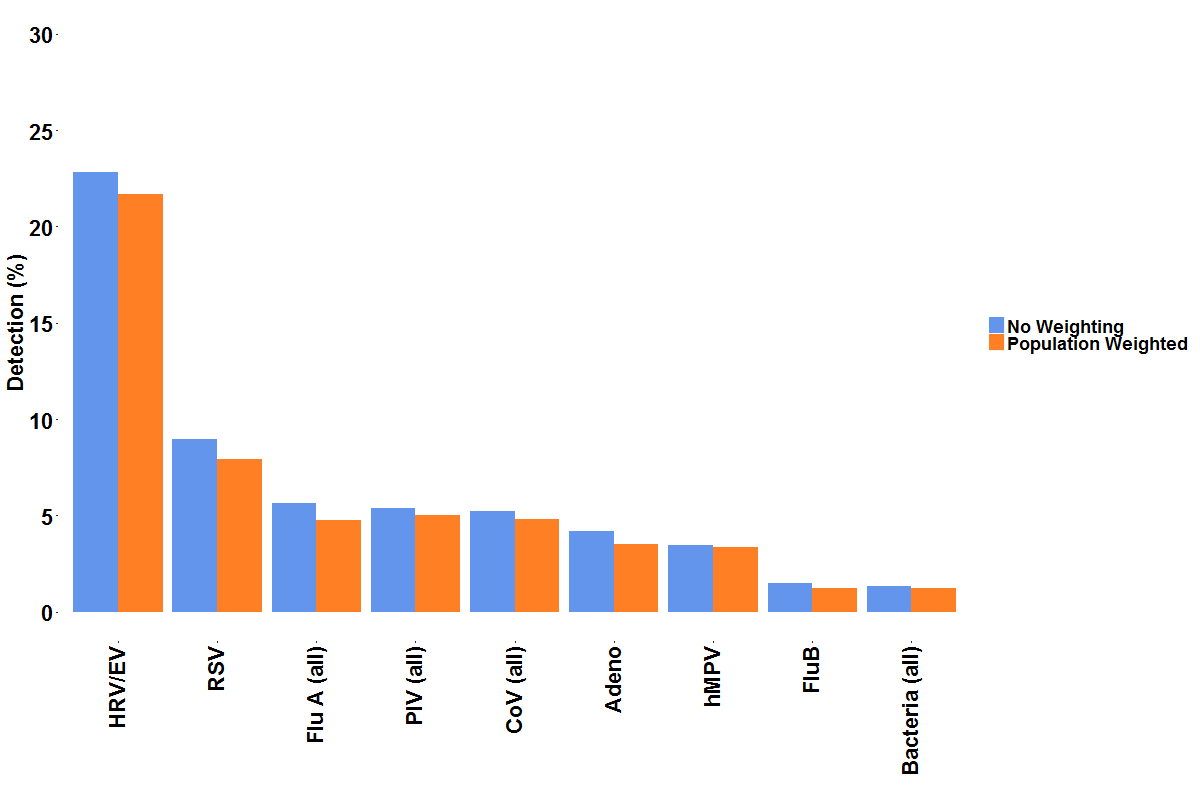 30
25
20
15
10
5
0
Detection (%)
HRV/EV
RSV
Flu A (all)
PIV (all)
CoV (all)
Adeno
hMPV
FluB
Bacteria (all)
No Weighting
Population Weighted